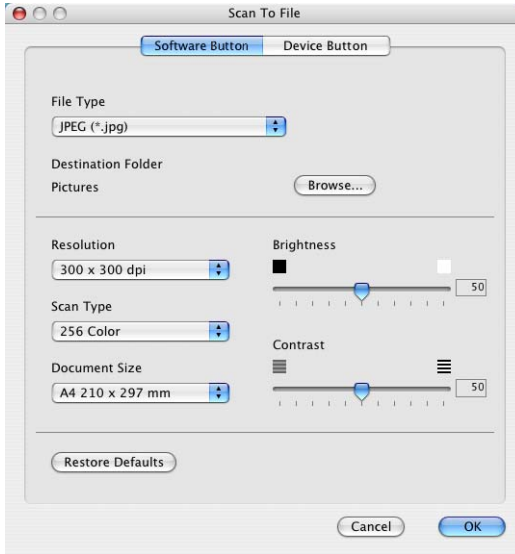 Scan To File
Software Button Device Button
File Type
JPEG (*.jpg)
Destination Folder
Pictures Browse...
Resolution Brightness
300 x 300 dpi
50
Scan Type
256 Color
Contrast
Document Size
A4 210 x 297 mm 50
Restore Defaults
Cancel OK